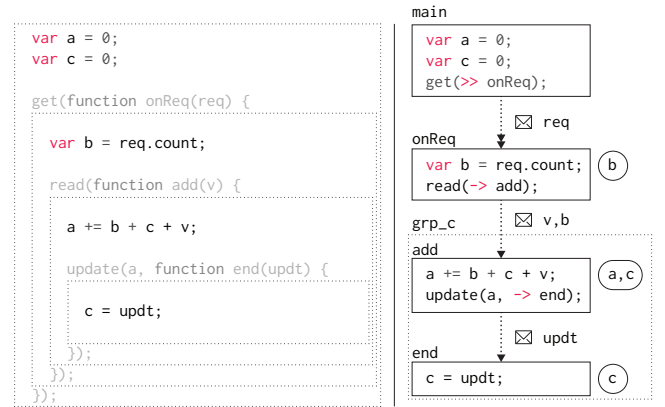 var a = 0;
var c = 0;
get(function onReq(req) {
var b = req.count;
read(function add(v) {
a += b + c + v;
update(a, function end(updt) {
c = updt;
});
});
});
main
var a = 0;
var c = 0;
get(>> onReq);
req
onReq
var b = req.count;
read(-> add);
b
grp_c
v,b
add
a += b + c + v;
update(a, -> end);
a,c
updt
end
c = updt;
c